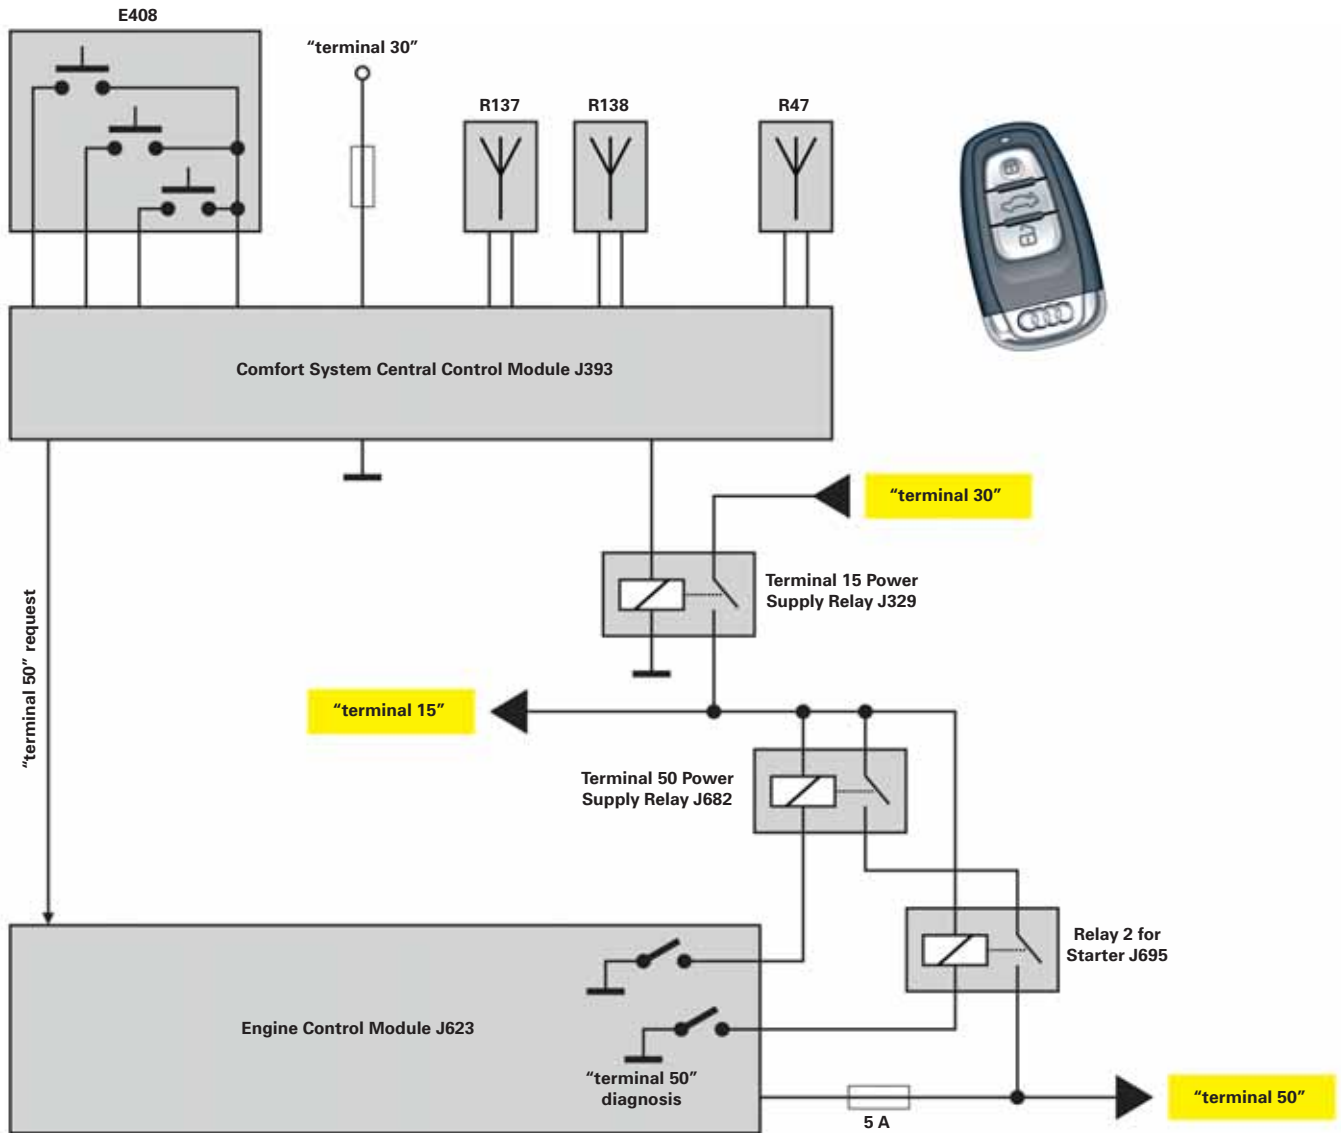 E408
“terminal 30”
R137
R138
R47
Comfort System Central Control Module J393
“terminal 30”
Terminal 15 Power
Supply Relay J329
“terminal 50” request
“terminal 15”
Terminal 50 Power
Supply Relay J682
Relay 2 for
Starter J695
Engine Control Module J623
“terminal 50”
diagnosis
5 A
“terminal 50”